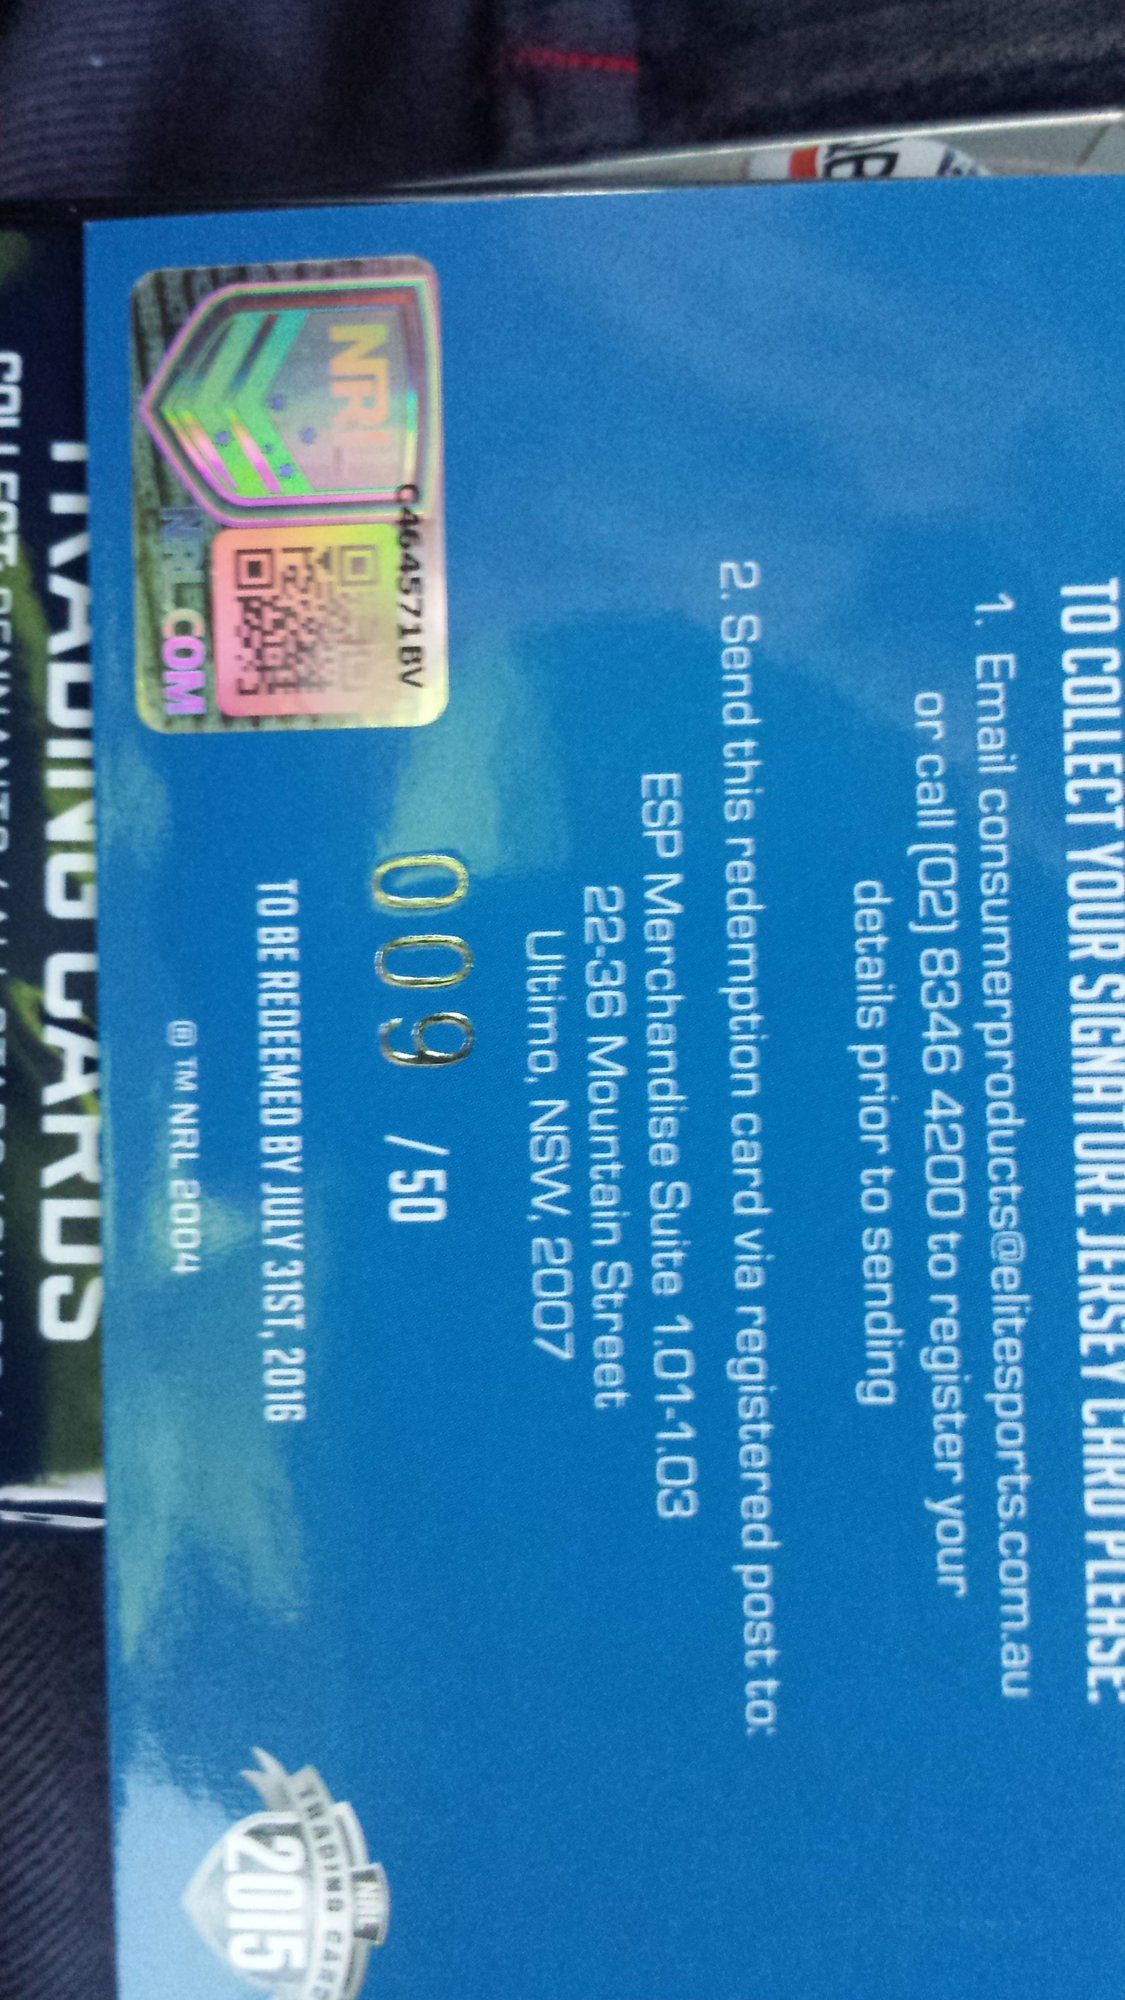 TO COLLECT YOUR SIGNATURE JERSEY CARD PLEASE:
1. Email consumerproducts@elitesports.com.au
or call (02) 8346 4200 to register your
details prior to sending
2. Send this redemption card via registered post to:
ESP Merchandise Suite 1.01-1.03
22-36 Mountain Street
Ultimo, NSW, 2007
009 / 50
TO BE REDEEMED BY JULY 31ST, 2016
® TM NRL 2004
NRL
G464571BV
NRL.COM
NRL
TRADING CARDS
2015
TRADING CARDS